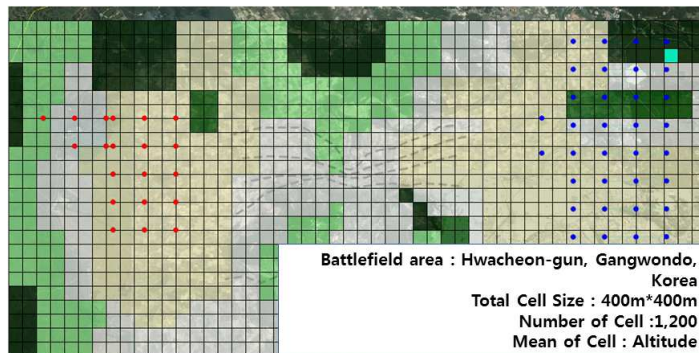 Battlefield area : Hwacheon-gun, Gangwondo,
Korea
Total Cell Size : 400m*400m
Number of Cell :1,200
Mean of Cell : Altitude